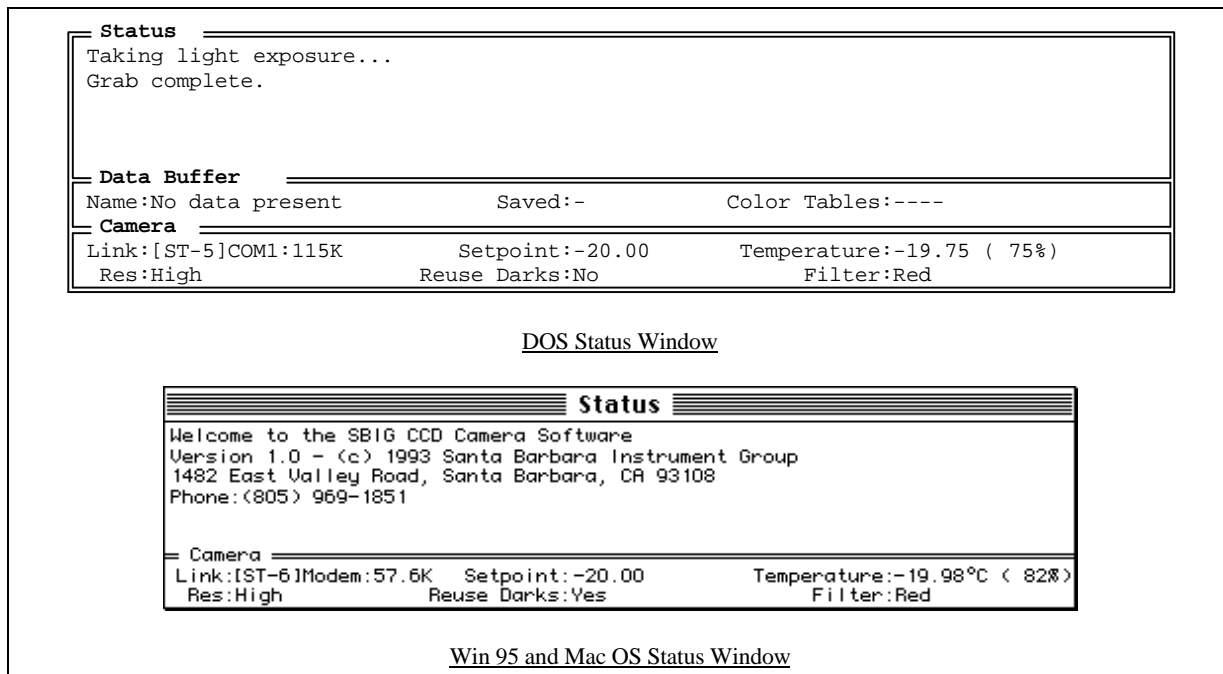 Status
Taking light exposure...
Grab complete.
Data Buffer
Name:No data present Saved:- Color Tables:----
Camera
Link:[ST-5]COM1:115K Setpoint:-20.00 Temperature:-19.75 ( 75%)
Res:High Reuse Darks:No Filter:Red
DOS Status Window
Status
Welcome to the SBIG CCD Camera Software
Version 1.0 - (c) 1993 Santa Barbara Instrument Group
1482 East Valley Road, Santa Barbara, CA 93108
Phone:(805) 969-1851
Camera
Link:[ST-6]Modem:57.6K Setpoint:-20.00 Temperature:-19.98°C ( 82%)
Res:High Reuse Darks:Yes Filter:Red
Win 95 and Mac OS Status Window